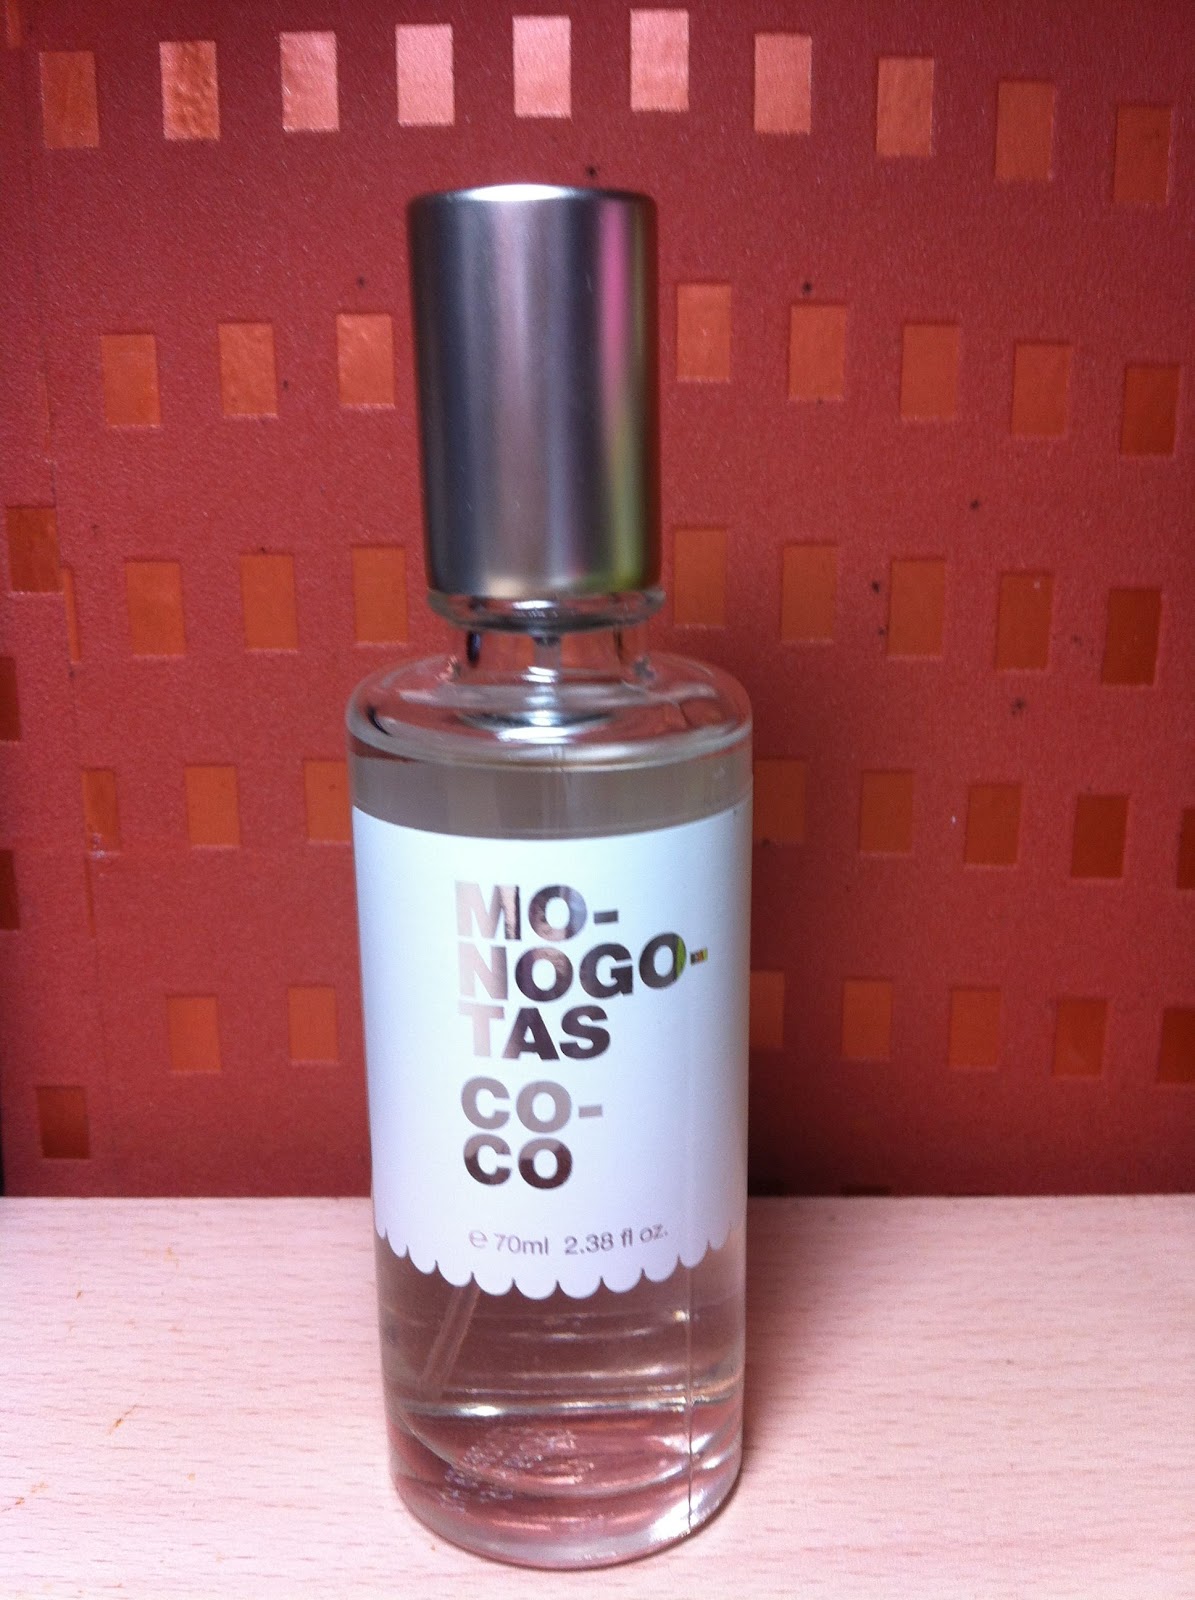 MO-
NOGO-
TAS
CO-
CO
e 70ml 2.38 fl oz.